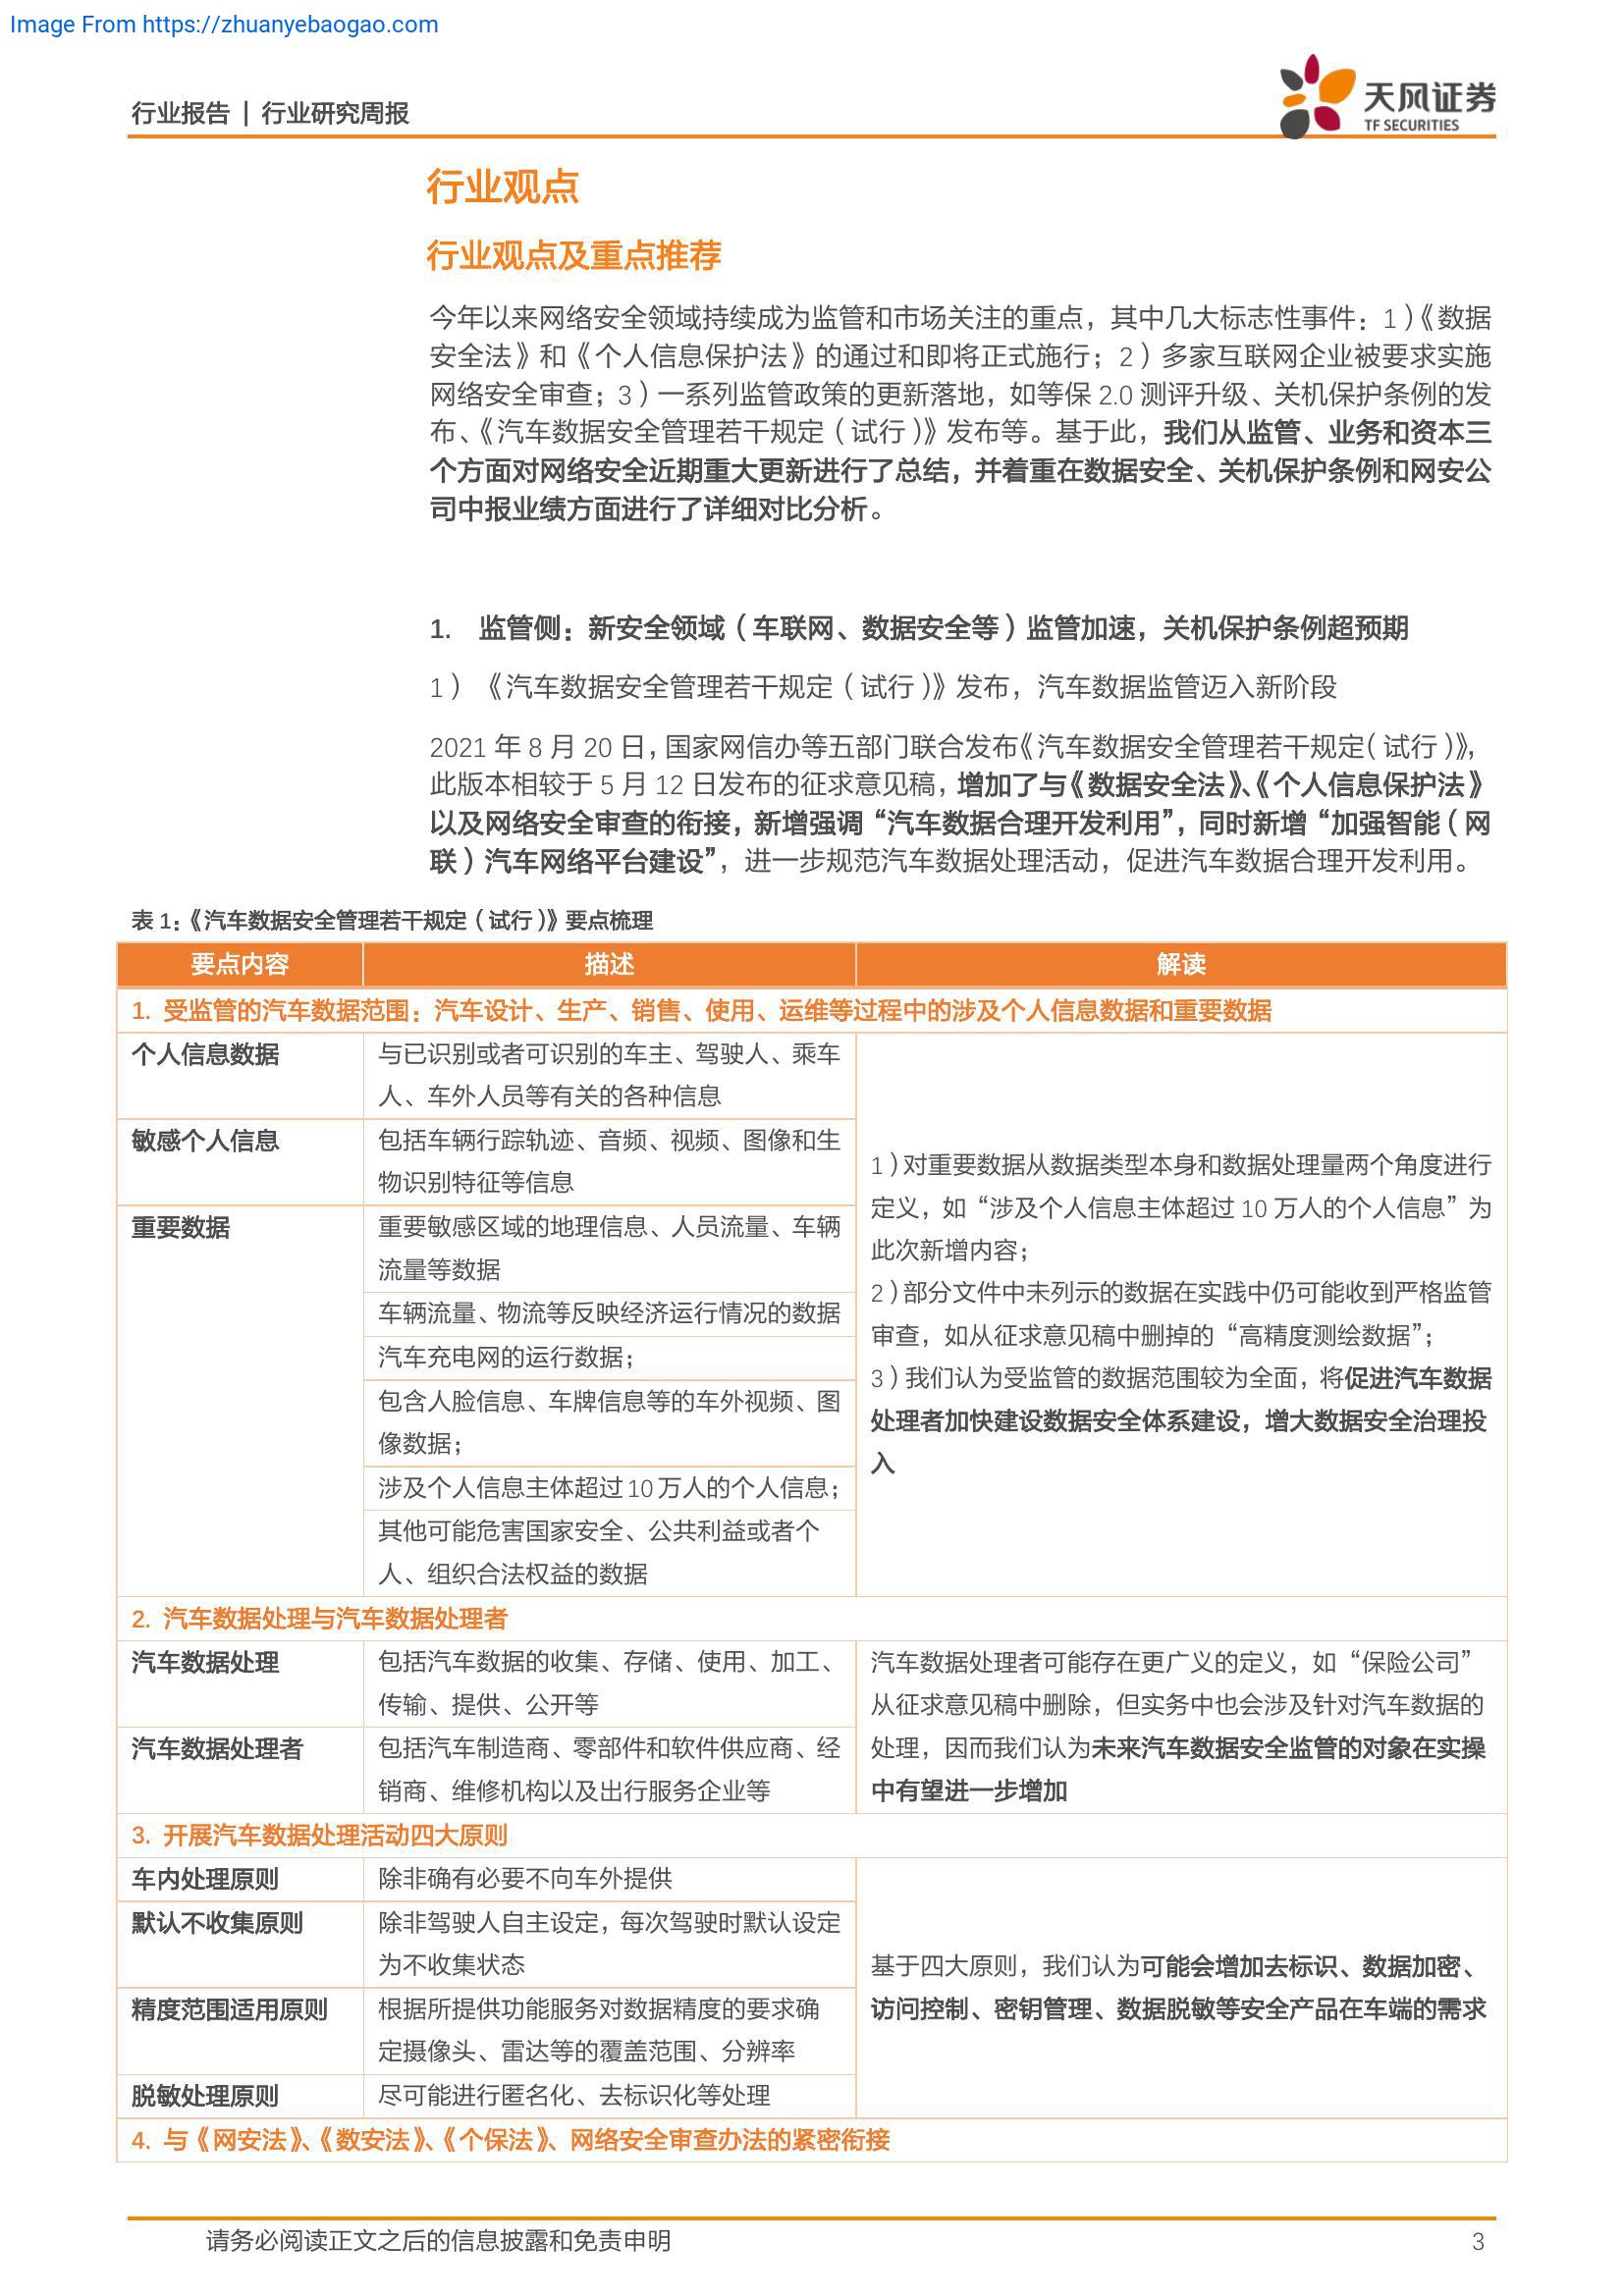 Image From https://zhuanyebaogao.com
行业报告 | 行业研究周报
天风证券
TF SECURITIES
行业观点
行业观点及重点推荐
今年以来网络安全领域持续成为监管和市场关注的重点，其中几大标志性事件：1）《数据
安全法》和《个人信息保护法》的通过和即将正式施行；2）多家互联网企业被要求实施
网络安全审查；3）一系列监管政策的更新落地，如等保 2.0 测评升级、关机保护条例的发
布、《汽车数据安全管理若干规定（试行）》发布等。基于此，我们从监管、业务和资本三
个方面对网络安全近期重大更新进行了总结，并着重在数据安全、关机保护条例和网安公
司中报业绩方面进行了详细对比分析。
1. 监管侧：新安全领域（车联网、数据安全等）监管加速，关机保护条例超预期
1）《汽车数据安全管理若干规定（试行）》发布，汽车数据监管迈入新阶段
2021 年 8 月 20 日，国家网信办等五部门联合发布《汽车数据安全管理若干规定（试行）》，
此版本相较于 5 月 12 日发布的征求意见稿，增加了与《数据安全法》、《个人信息保护法》
以及网络安全审查的衔接，新增强调“汽车数据合理开发利用”，同时新增“加强智能（网
联）汽车网络平台建设”，进一步规范汽车数据处理活动，促进汽车数据合理开发利用。
表 1：《汽车数据安全管理若干规定（试行）》要点梳理
要点内容 描述 解读
1. 受监管的汽车数据范围：汽车设计、生产、销售、使用、运维等过程中的涉及个人信息数据和重要数据
个人信息数据
与已识别或者可识别的车主、驾驶人、乘车
人、车外人员等有关的各种信息
敏感个人信息
包括车辆行踪轨迹、音频、视频、图像和生
物识别特征等信息
重要数据
重要敏感区域的地理信息、人员流量、车辆
流量等数据
车辆流量、物流等反映经济运行情况的数据
汽车充电网的运行数据；
包含人脸信息、车牌信息等的车外视频、图
像数据；
涉及个人信息主体超过 10 万人的个人信息；
其他可能危害国家安全、公共利益或者个
人、组织合法权益的数据
1）对重要数据从数据类型本身和数据处理量两个角度进行
定义，如“涉及个人信息主体超过 10 万人的个人信息”为
此次新增内容；
2）部分文件中未列示的数据在实践中仍可能收到严格监管
审查，如从征求意见稿中删掉的“高精度测绘数据”；
3）我们认为受监管的数据范围较为全面，将促进汽车数据
处理者加快建设数据安全体系建设，增大数据安全治理投
入
2. 汽车数据处理与汽车数据处理者
汽车数据处理
包括汽车数据的收集、存储、使用、加工、
传输、提供、公开等
汽车数据处理者
包括汽车制造商、零部件和软件供应商、经
销商、维修机构以及出行服务企业等
汽车数据处理者可能存在更广义的定义，如“保险公司”
从征求意见稿中删除，但实务中也会涉及针对汽车数据的
处理，因而我们认为未来汽车数据安全监管的对象在实操
中有望进一步增加
3. 开展汽车数据处理活动四大原则
车内处理原则
除非确有必要不向车外提供
默认不收集原则
除非驾驶人自主设定，每次驾驶时默认设定
为不收集状态
精度范围适用原则
根据所提供功能服务对数据精度的要求确
定摄像头、雷达等的覆盖范围、分辨率
脱敏处理原则
尽可能进行匿名化、去标识化等处理
基于四大原则，我们认为可能会增加去标识、数据加密、
访问控制、密钥管理、数据脱敏等安全产品在车端的需求
4. 与《网安法》、《数安法》、《个保法》、网络安全审查办法的紧密衔接
请务必阅读正文之后的信息披露和免责申明
3